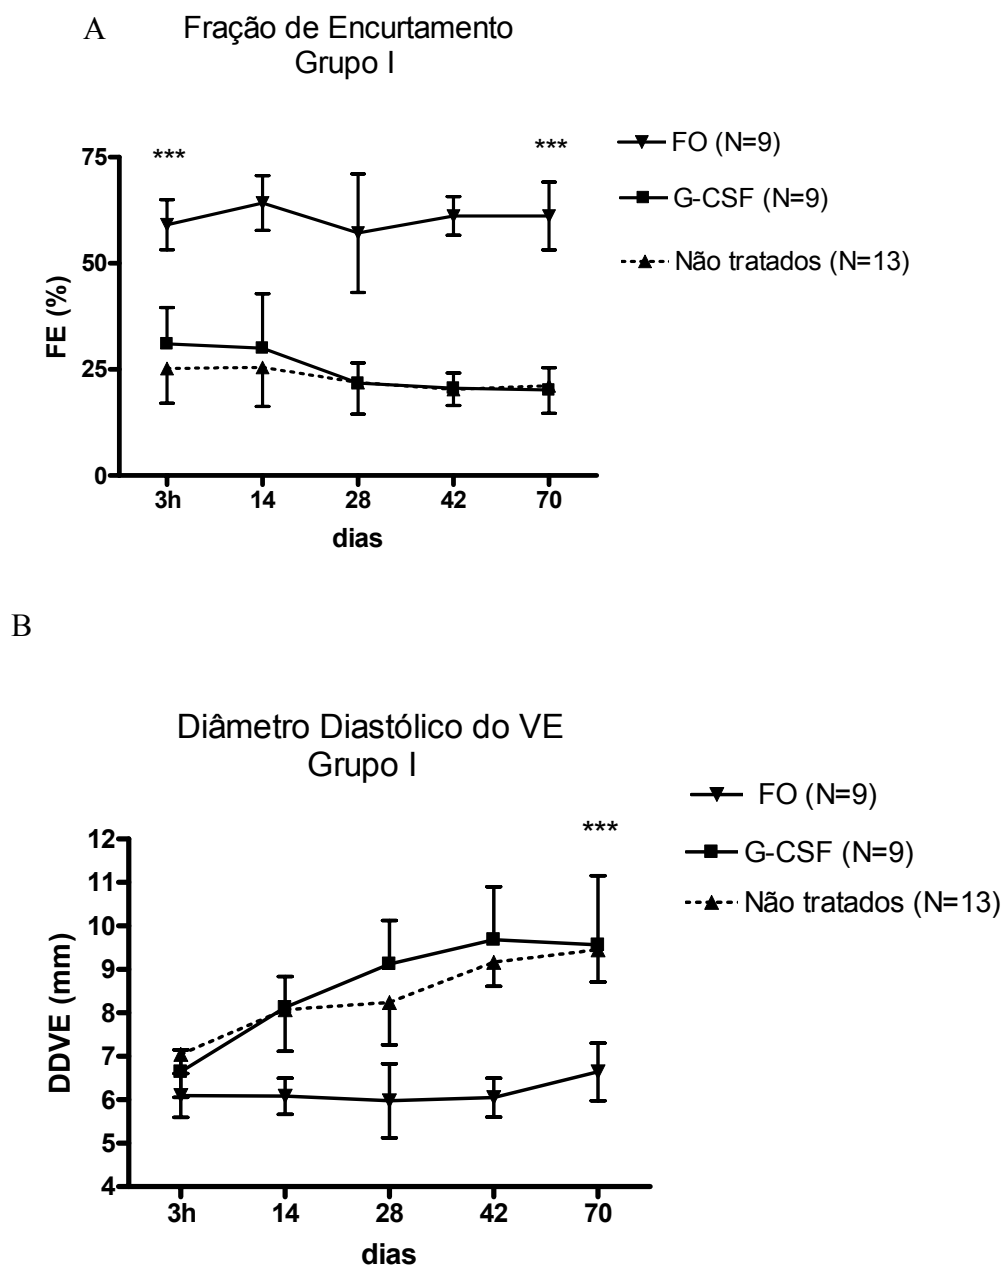 A
Fração de Encurtamento
Grupo I
***
***
75
50
25
0
FE (%)
3h 14 28 42 70
dias
FO (N=9)
G-CSF (N=9)
Não tratados (N=13)
B
Diâmetro Diastólico do VE
Grupo I
***
12
11
10
9
8
7
6
5
4
DDVE (mm)
3h 14 28 42 70
dias
FO (N=9)
G-CSF (N=9)
Não tratados (N=13)